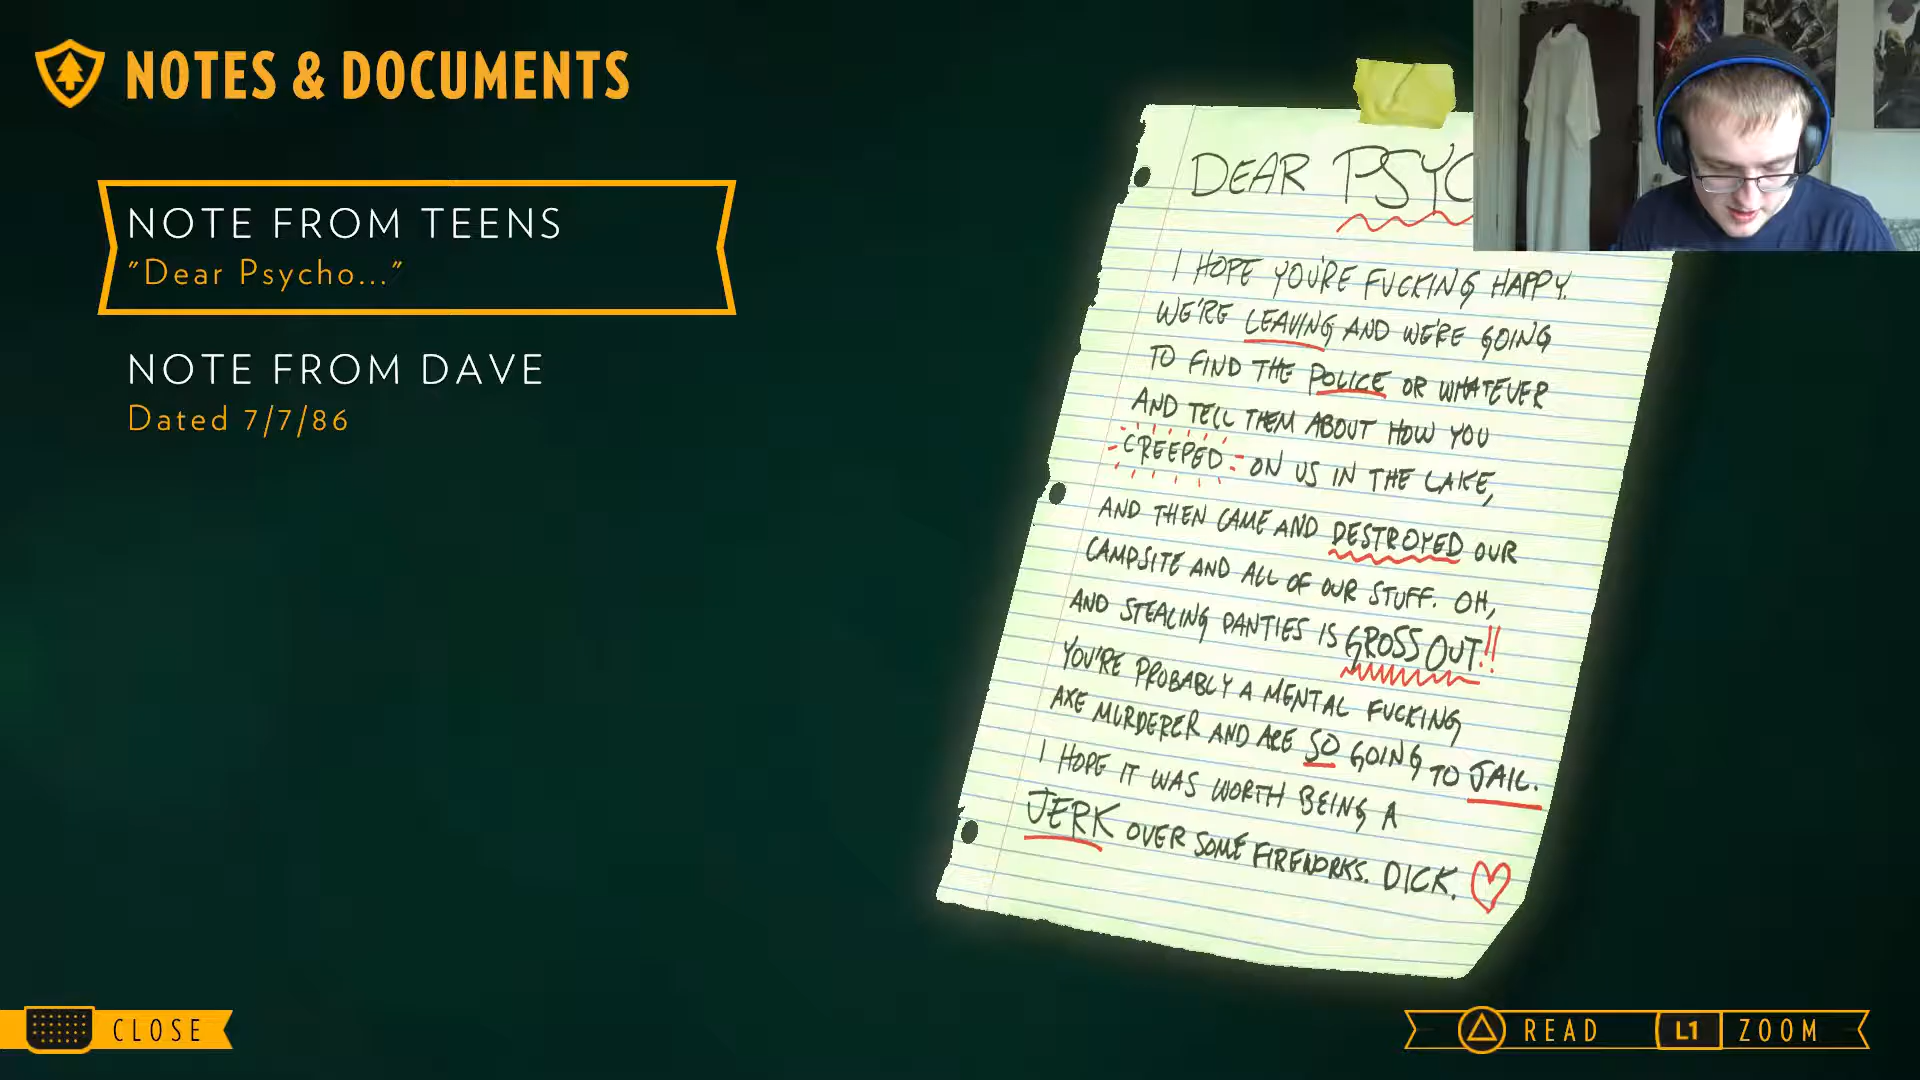 NOTES & DOCUMENTS
NOTE FROM TEENS
"Dear Psycho..."
NOTE FROM DAVE
Dated 7/7/86
DEAR PSYC
I HOPE YOU'RE FUCKING HAPPY.
WE'RE LEAVING AND WE'RE GOING
TO FIND THE POLICE OR WHATEVER
AND TELL THEM ABOUT HOW YOU
CREEPED ON US IN THE LAKE,
AND THEN CAME AND DESTROYED OUR
CAMPSITE AND ALL OF OUR STUFF. OH,
AND STEALING PANTIES IS GROSS OUT!!
YOU'RE PROBABLY A MENTAL FUCKING
AXE MURDERER AND ARE SO GOING TO JAIL.
I HOPE IT WAS WORTH BEING A
JERK OVER SOME FIREWORKS. DICK.
CLOSE
READ L1 ZOOM